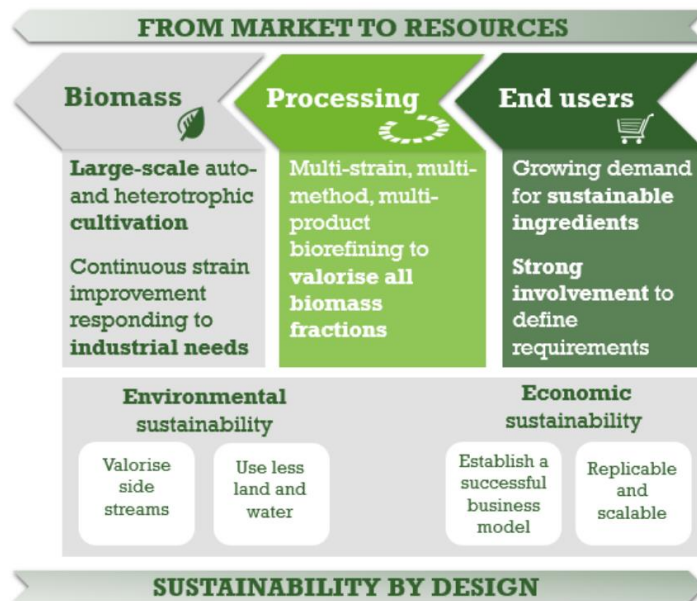 FROM MARKET TO RESOURCES
Biomass
Processing
End users
Large-scale auto-
and heterotrophic
cultivation
Continuous strain
improvement
responding to
industrial needs
Multi-strain, multi-
method, multi-
product
biorefining to
valorise all
biomass
fractions
Growing demand
for sustainable
ingredients
Strong
involvement to
define
requirements
Environmental
sustainability
Valorise
side
streams
Use less
land and
water
Economic
sustainability
Establish a
successful
business
model
Replicable
and
scalable
SUSTAINABILITY BY DESIGN